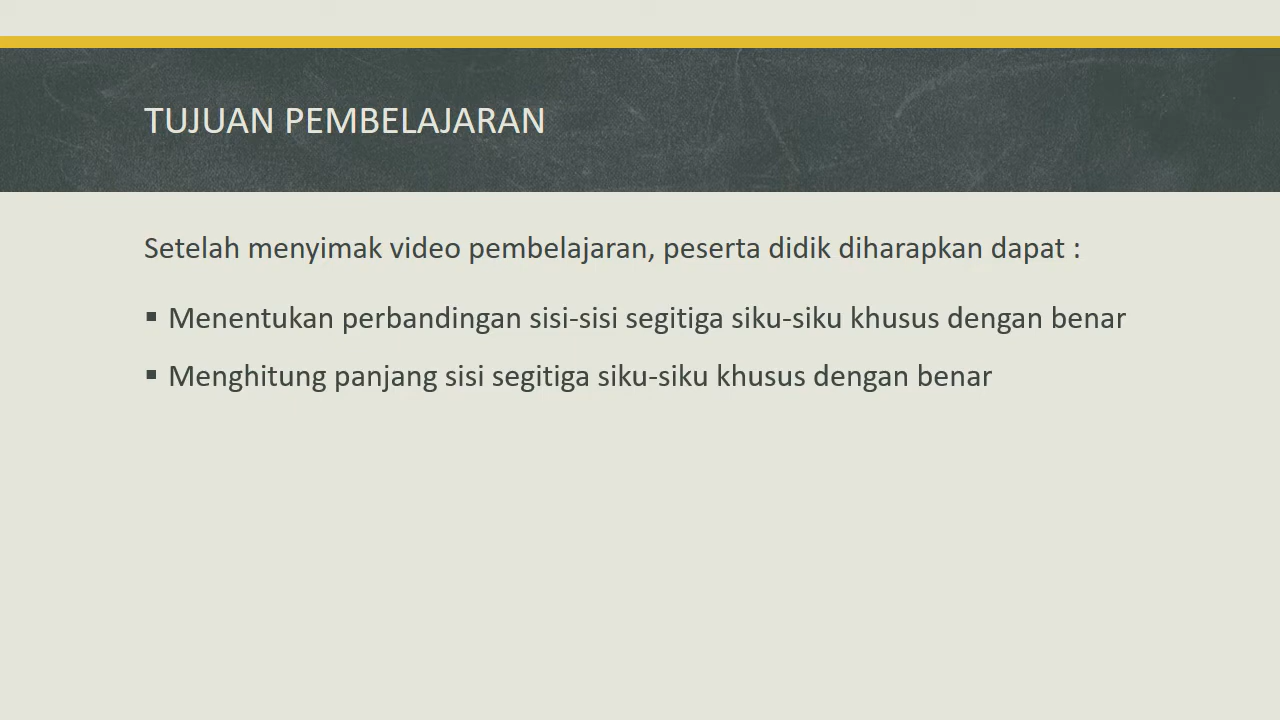 TUJUAN PEMBELAJARAN
Setelah menyimak video pembelajaran, peserta didik diharapkan dapat :
▪ Menentukan perbandingan sisi-sisi segitiga siku-siku khusus dengan benar
▪ Menghitung panjang sisi segitiga siku-siku khusus dengan benar